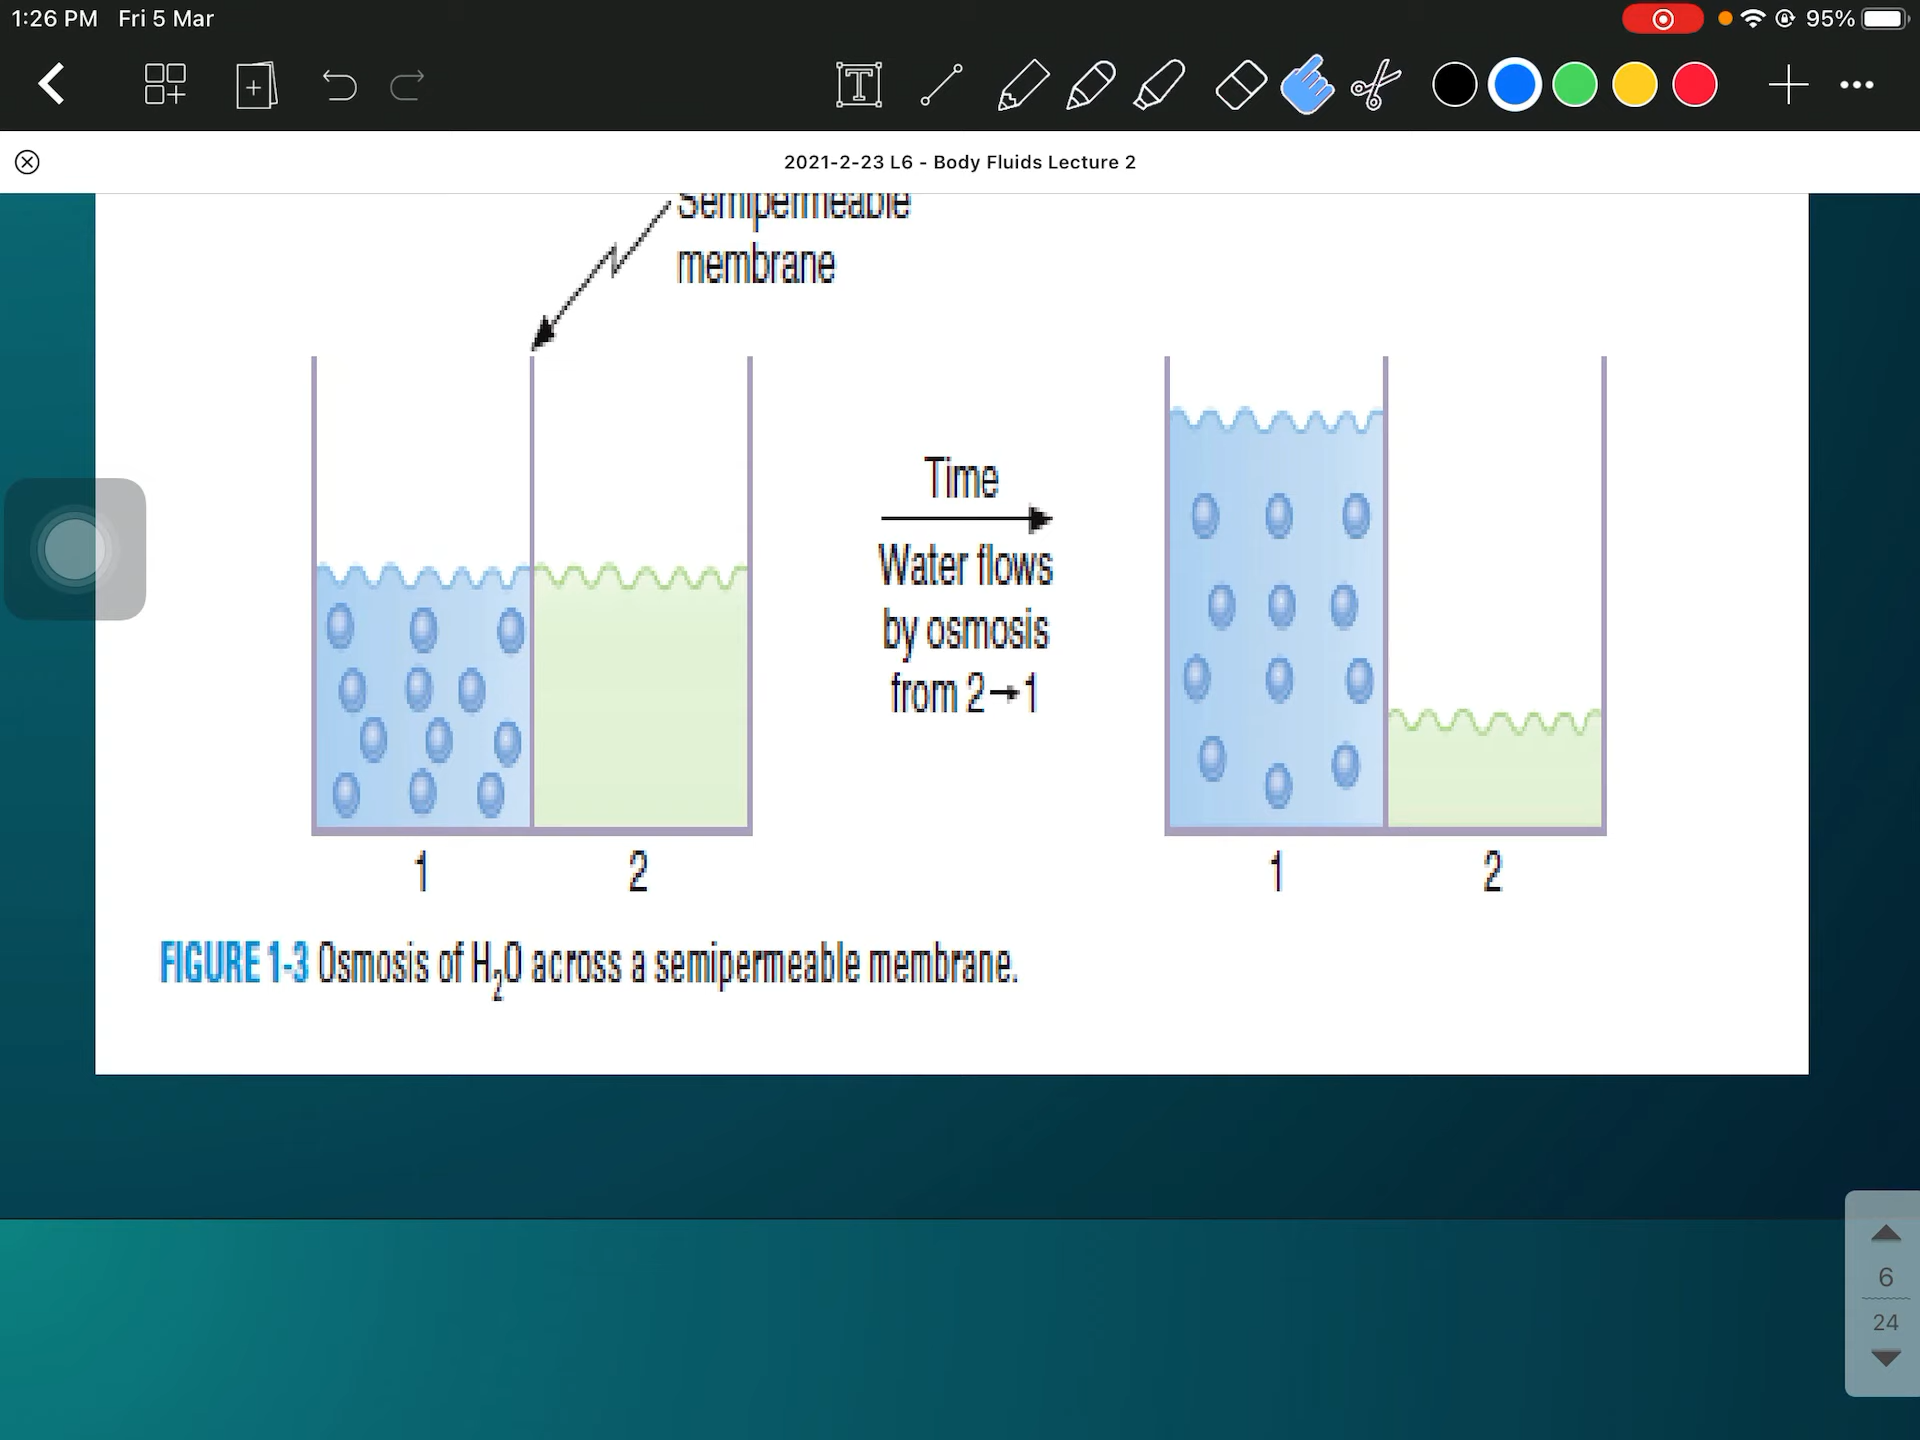 1:26 PM Fri 5 Mar
95%
T
2021-2-23 L6 - Body Fluids Lecture 2
Semipermeable
membrane
Time
Water flows
by osmosis
from 2→1
1 2
1 2
FIGURE 1-3 Osmosis of H₂O across a semipermeable membrane.
6
24